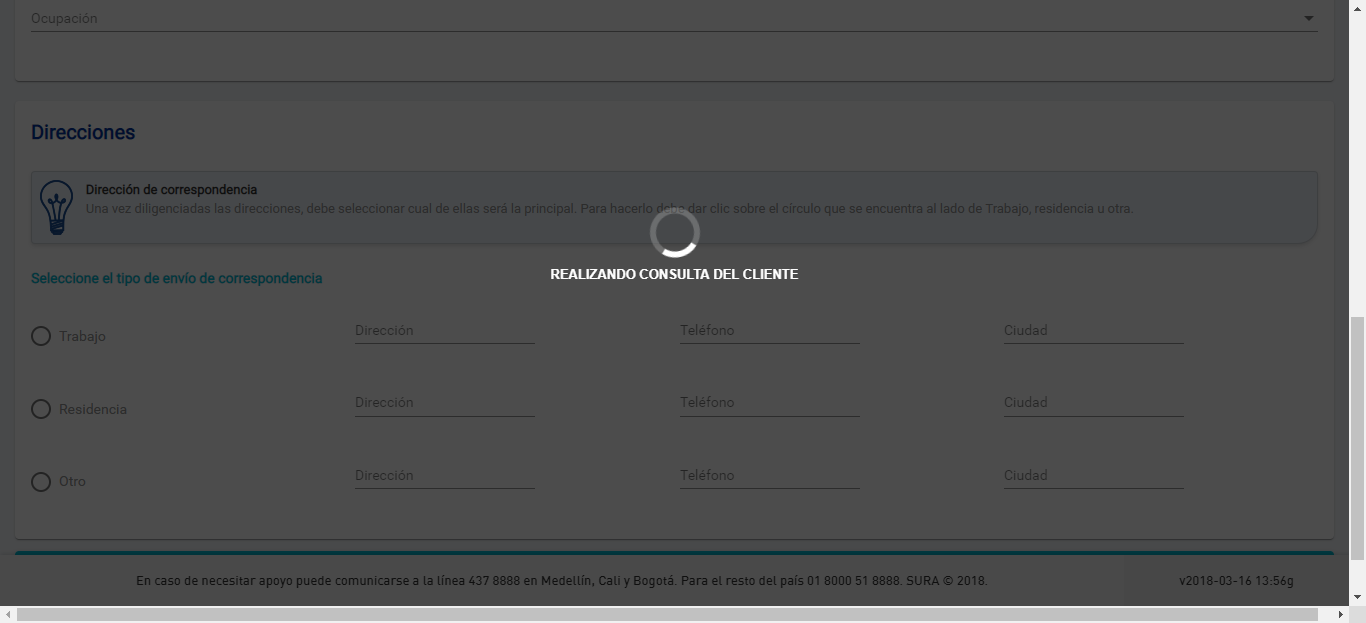 Ocupación
Direcciones
Dirección de correspondencia
Una vez diligenciadas las direcciones, debe seleccionar cual de ellas será la principal. Para hacerlo debe dar clic sobre el círculo que se encuentra al lado de Trabajo, residencia u otra.
REALIZANDO CONSULTA DEL CLIENTE
Seleccione el tipo de envío de correspondencia
Trabajo Dirección Teléfono Ciudad
Residencia Dirección Teléfono Ciudad
Otro Dirección Teléfono Ciudad
En caso de necesitar apoyo puede comunicarse a la línea 437 8888 en Medellín, Cali y Bogotá. Para el resto del país 01 8000 51 8888. SURA © 2018. v2018-03-16 13:56g